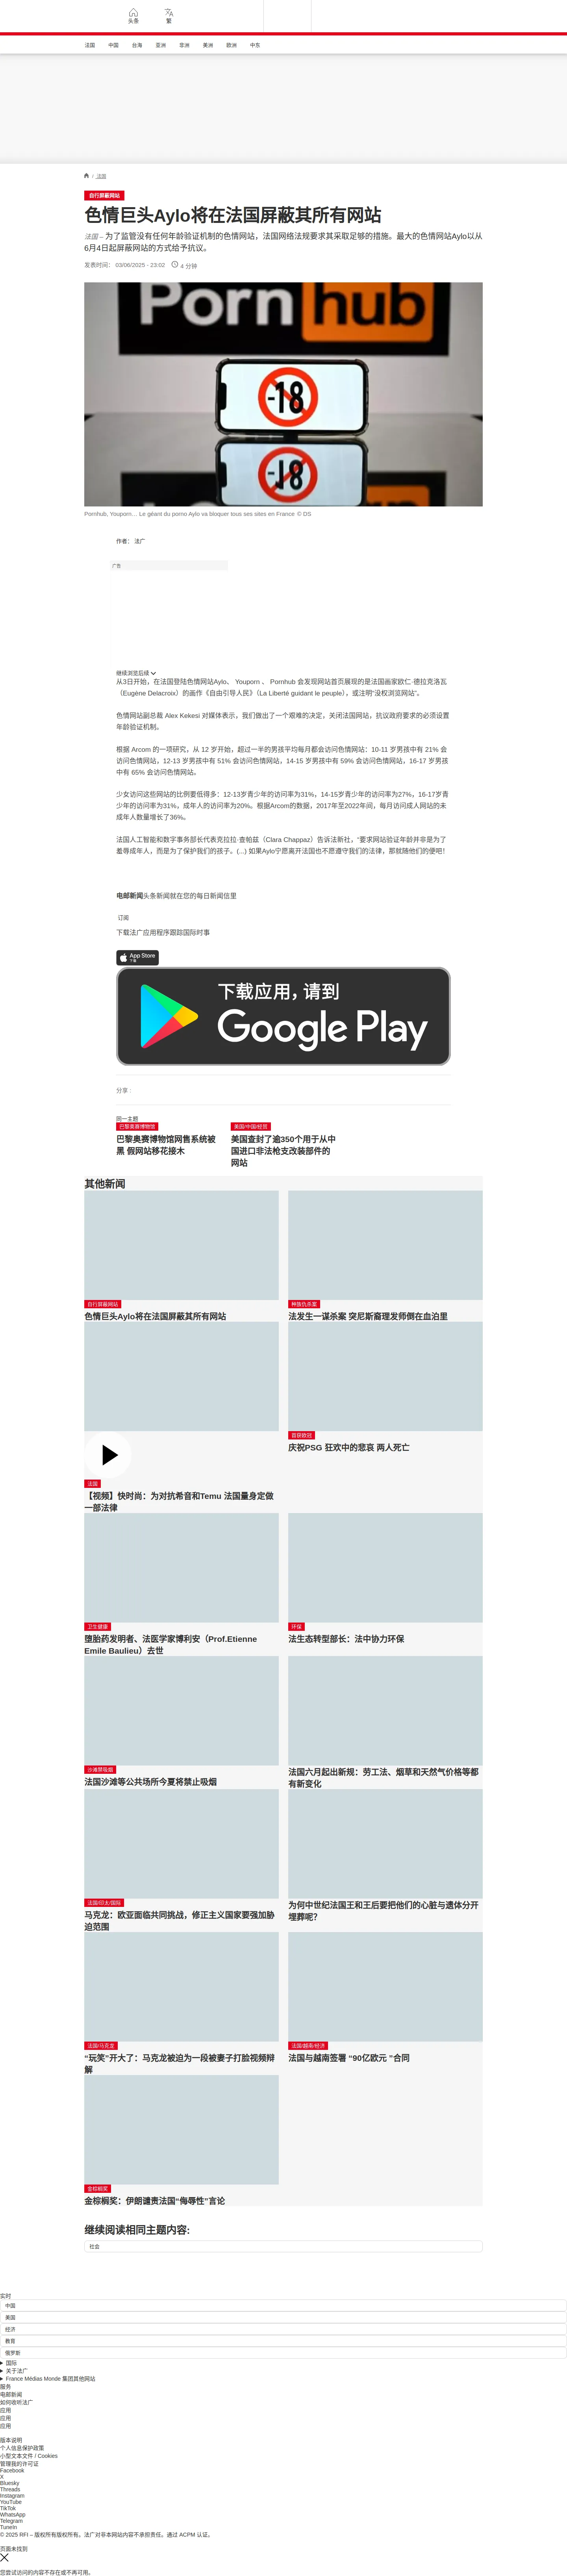 头条
繁
法国
中国
台海
亚洲
非洲
美洲
欧洲
中东
/ 法国
自行屏蔽网站
色情巨头Aylo将在法国屏蔽其所有网站
法国 – 为了监管没有任何年龄验证机制的色情网站，法国网络法规要求其采取足够的措施。最大的色情网站Aylo以从
6月4日起屏蔽网站的方式给予抗议。
发表时间： 03/06/2025 - 23:02 4 分钟
Porn hub
-18
-18
Pornhub, Youporn… Le géant du porno Aylo va bloquer tous ses sites en France © DS
作者： 法广
广告
继续浏览后续
从3日开始，在法国登陆色情网站Aylo、 Youporn 、 Pornhub 会发现网站首页展现的是法国画家欧仁·德拉克洛瓦
（Eugène Delacroix）的画作《自由引导人民》（La Liberté guidant le peuple），或注明“没权浏览网站”。
色情网站副总裁 Alex Kekesi 对媒体表示，我们做出了一个艰难的决定，关闭法国网站，抗议政府要求的必须设置
年龄验证机制。
根据 Arcom 的一项研究，从 12 岁开始，超过一半的男孩平均每月都会访问色情网站：10-11 岁男孩中有 21% 会
访问色情网站，12-13 岁男孩中有 51% 会访问色情网站，14-15 岁男孩中有 59% 会访问色情网站，16-17 岁男孩
中有 65% 会访问色情网站。
少女访问这些网站的比例要低得多：12-13岁青少年的访问率为31%，14-15岁青少年的访问率为27%，16-17岁青
少年的访问率为31%，成年人的访问率为20%。根据Arcom的数据，2017年至2022年间，每月访问成人网站的未
成年人数量增长了36%。
法国人工智能和数字事务部长代表克拉拉·查帕兹（Clara Chappaz）告诉法新社，“要求网站验证年龄并非是为了
羞辱成年人，而是为了保护我们的孩子。(...) 如果Aylo宁愿离开法国也不愿遵守我们的法律，那就随他们的便吧！
电邮新闻头条新闻就在您的每日新闻信里
订阅
下载法广应用程序跟踪国际时事
App Store
下载
下载应用，请到
Google Play
分享 :
同一主题
巴黎奥赛博物馆
巴黎奥赛博物馆网售系统被
黑 假网站移花接木
美国/中国/经贸
美国查封了逾350个用于从中
国进口非法枪支改装部件的
网站
其他新闻
自行屏蔽网站
色情巨头Aylo将在法国屏蔽其所有网站
种族仇杀案
法发生一谋杀案 突尼斯裔理发师倒在血泊里
法国
【视频】快时尚：为对抗希音和Temu 法国量身定做
一部法律
首获欧冠
庆祝PSG 狂欢中的悲哀 两人死亡
卫生健康
堕胎药发明者、法医学家博利安（Prof.Etienne
Emile Baulieu）去世
环保
法生态转型部长：法中协力环保
沙滩禁吸烟
法国沙滩等公共场所今夏将禁止吸烟
法国六月起出新规：劳工法、烟草和天然气价格等都
有新变化
法国/印太/国际
马克龙：欧亚面临共同挑战，修正主义国家要强加胁
迫范围
为何中世纪法国王和王后要把他们的心脏与遗体分开
埋葬呢？
法国/马克龙
“玩笑”开大了：马克龙被迫为一段被妻子打脸视频辩
解
法国/越南/经济
法国与越南签署 “90亿欧元 ”合同
金棕榈奖
金棕榈奖：伊朗谴责法国“侮辱性”言论
继续阅读相同主题内容:
社会
实时
中国
美国
经济
教育
俄罗斯
国际
关于法广
France Médias Monde 集团其他网站
服务
电邮新闻
如何收听法广
应用
应用
应用
版本说明
个人信息保护政策
小型文本文件 / Cookies
管理我的许可证
Facebook
X
Bluesky
Threads
Instagram
YouTube
TikTok
WhatsApp
Telegram
TuneIn
© 2025 RFI – 版权所有版权所有。法广对非本网站内容不承担责任。通过 ACPM 认证。
页面未找到
您尝试访问的内容不存在或不再可用。